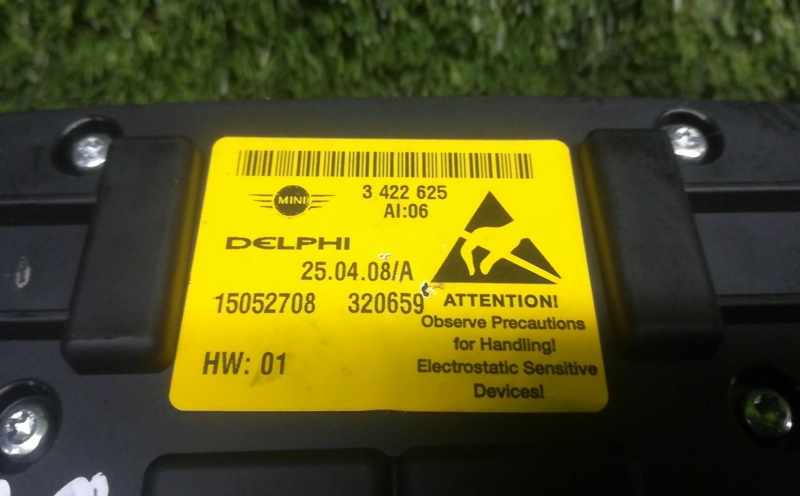 MINI
3 422 625
AI:06
DELPHI
25.04.08/A
15052708 320659
HW: 01
ATTENTION!
Observe Precautions
for Handling!
Electrostatic Sensitive
Devices!